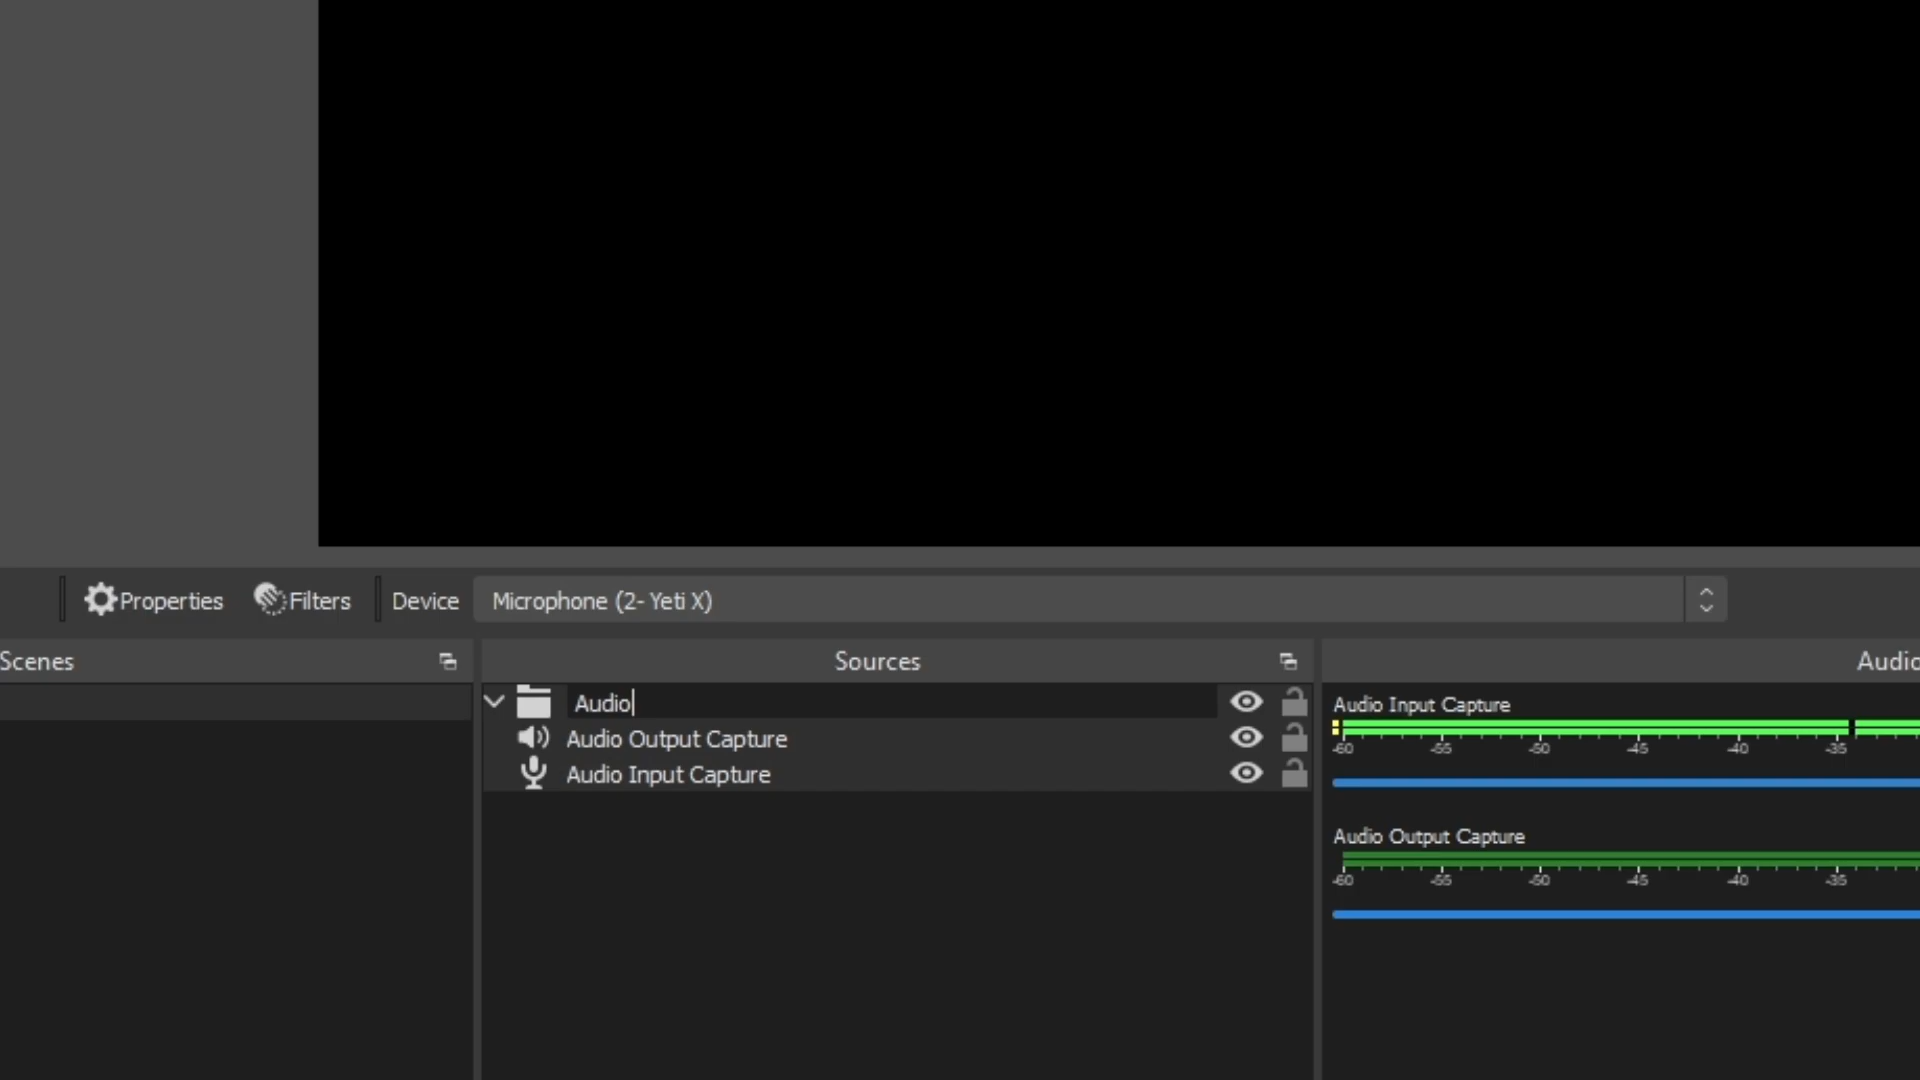 Properties Filters Device Microphone (2- Yeti X)
Scenes
Sources
Audio
Audio
Audio Output Capture
Audio Input Capture
Audio Input Capture
-60 -55 -50 -45 -40 -35
Audio Output Capture
-60 -55 -50 -45 -40 -35